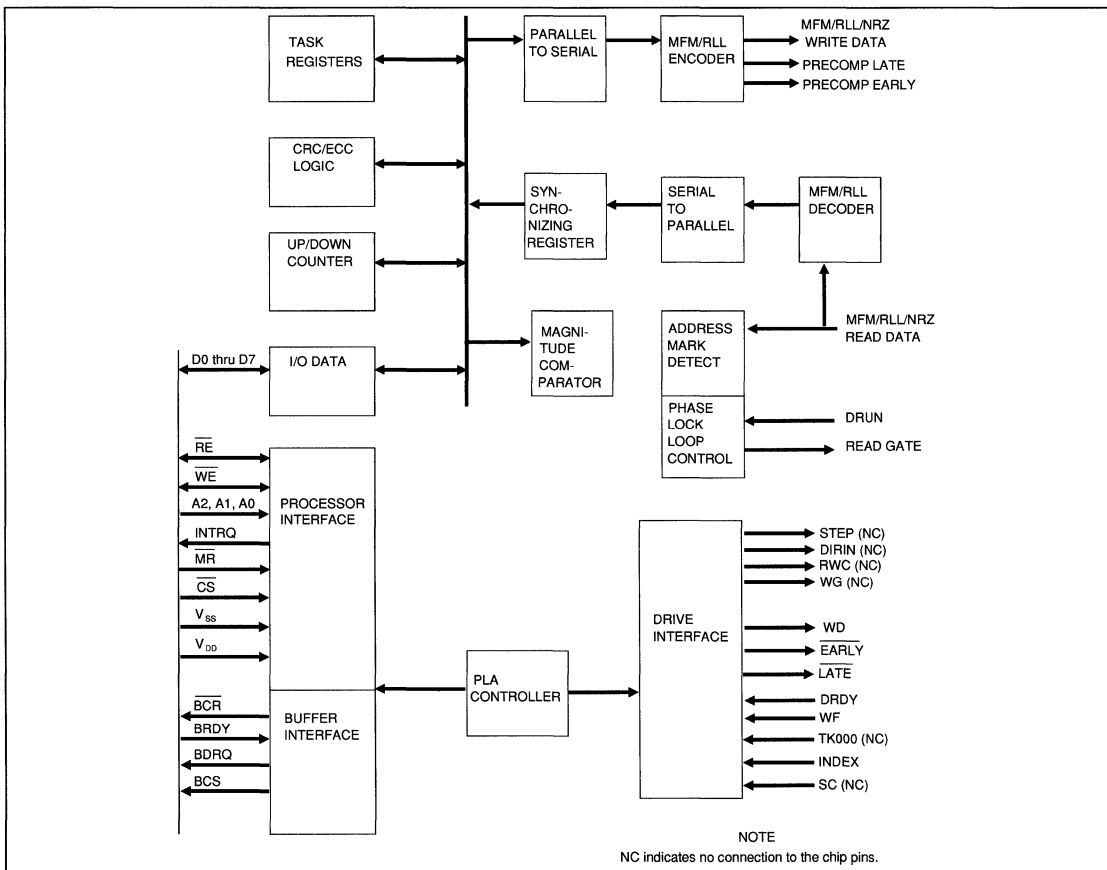 TASK
REGISTERS
PARALLEL
TO SERIAL
MFM/RLL
ENCODER
MFM/RLL/NRZ
WRITE DATA
PRECOMP LATE
PRECOMP EARLY
CRC/ECC
LOGIC
SYN-
CHRO-
NIZING
REGISTER
SERIAL
TO
PARALLEL
MFM/RLL
DECODER
UP/DOWN
COUNTER
MAGNI-
TUDE
COM-
PARATOR
ADDRESS
MARK
DETECT
MFM/RLL/NRZ
READ DATA
D0 thru D7
I/O DATA
PHASE
LOCK
LOOP
CONTROL
DRUN
READ GATE
RE
WE
A2, A1, A0
INTRQ
MR
CS
VSS
VDD
PROCESSOR
INTERFACE
BCR
BRDY
BDRQ
BCS
BUFFER
INTERFACE
PLA
CONTROLLER
DRIVE
INTERFACE
STEP (NC)
DIRIN (NC)
RWC (NC)
WG (NC)
WD
EARLY
LATE
DRDY
WF
TK000 (NC)
INDEX
SC (NC)
NOTE
NC indicates no connection to the chip pins.